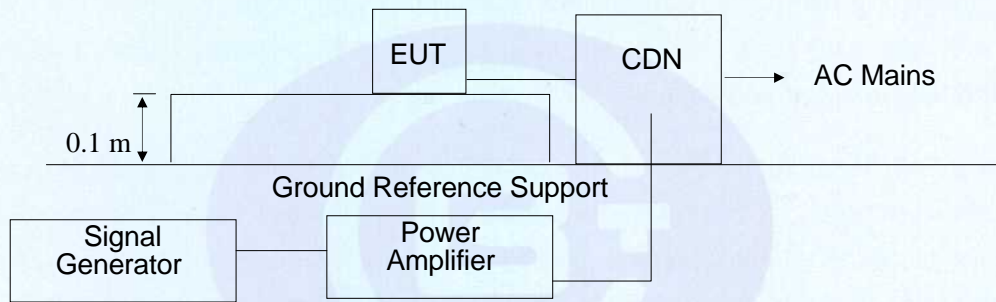 EUT
CDN
AC Mains
0.1 m
Ground Reference Support
Signal
Generator
Power
Amplifier